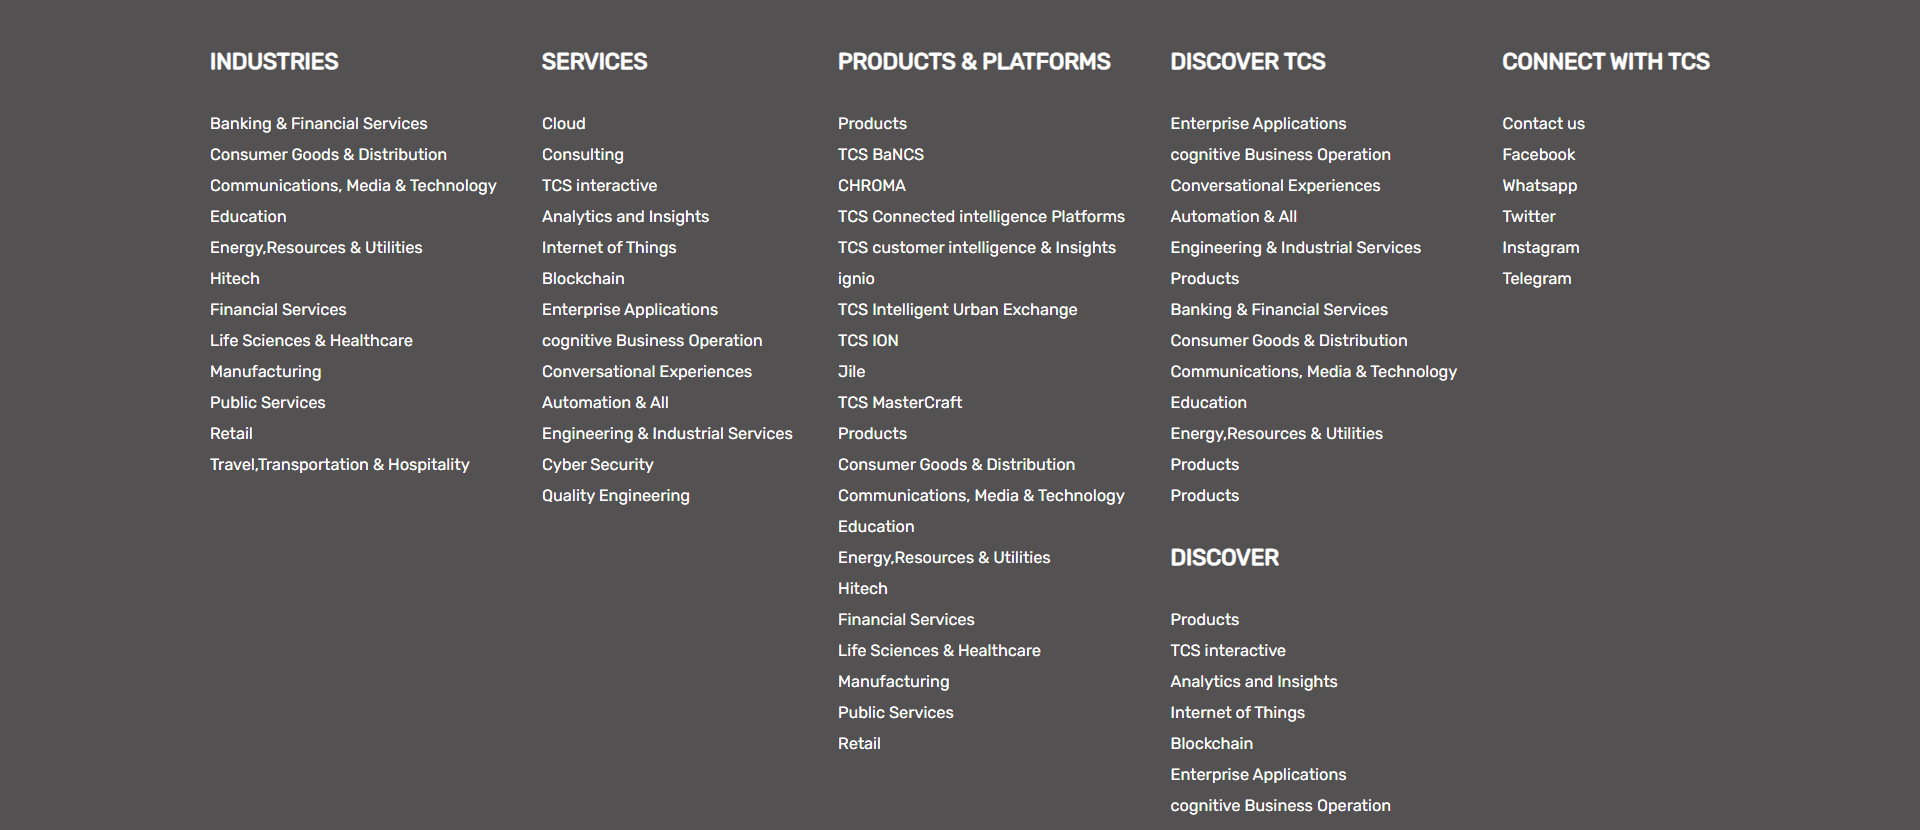 INDUSTRIES
Banking & Financial Services
Consumer Goods & Distribution
Communications, Media & Technology
Education
Energy,Resources & Utilities
Hitech
Financial Services
Life Sciences & Healthcare
Manufacturing
Public Services
Retail
Travel,Transportation & Hospitality
SERVICES
Cloud
Consulting
TCS interactive
Analytics and Insights
Internet of Things
Blockchain
Enterprise Applications
cognitive Business Operation
Conversational Experiences
Automation & All
Engineering & Industrial Services
Cyber Security
Quality Engineering
PRODUCTS & PLATFORMS
Products
TCS BaNCS
CHROMA
TCS Connected intelligence Platforms
TCS customer intelligence & Insights
ignio
TCS Intelligent Urban Exchange
TCS ION
Jile
TCS MasterCraft
Products
Consumer Goods & Distribution
Communications, Media & Technology
Education
Energy,Resources & Utilities
Hitech
Financial Services
Life Sciences & Healthcare
Manufacturing
Public Services
Retail
DISCOVER TCS
Enterprise Applications
cognitive Business Operation
Conversational Experiences
Automation & All
Engineering & Industrial Services
Products
Banking & Financial Services
Consumer Goods & Distribution
Communications, Media & Technology
Education
Energy,Resources & Utilities
Products
Products
DISCOVER
Products
TCS interactive
Analytics and Insights
Internet of Things
Blockchain
Enterprise Applications
cognitive Business Operation
CONNECT WITH TCS
Contact us
Facebook
Whatsapp
Twitter
Instagram
Telegram